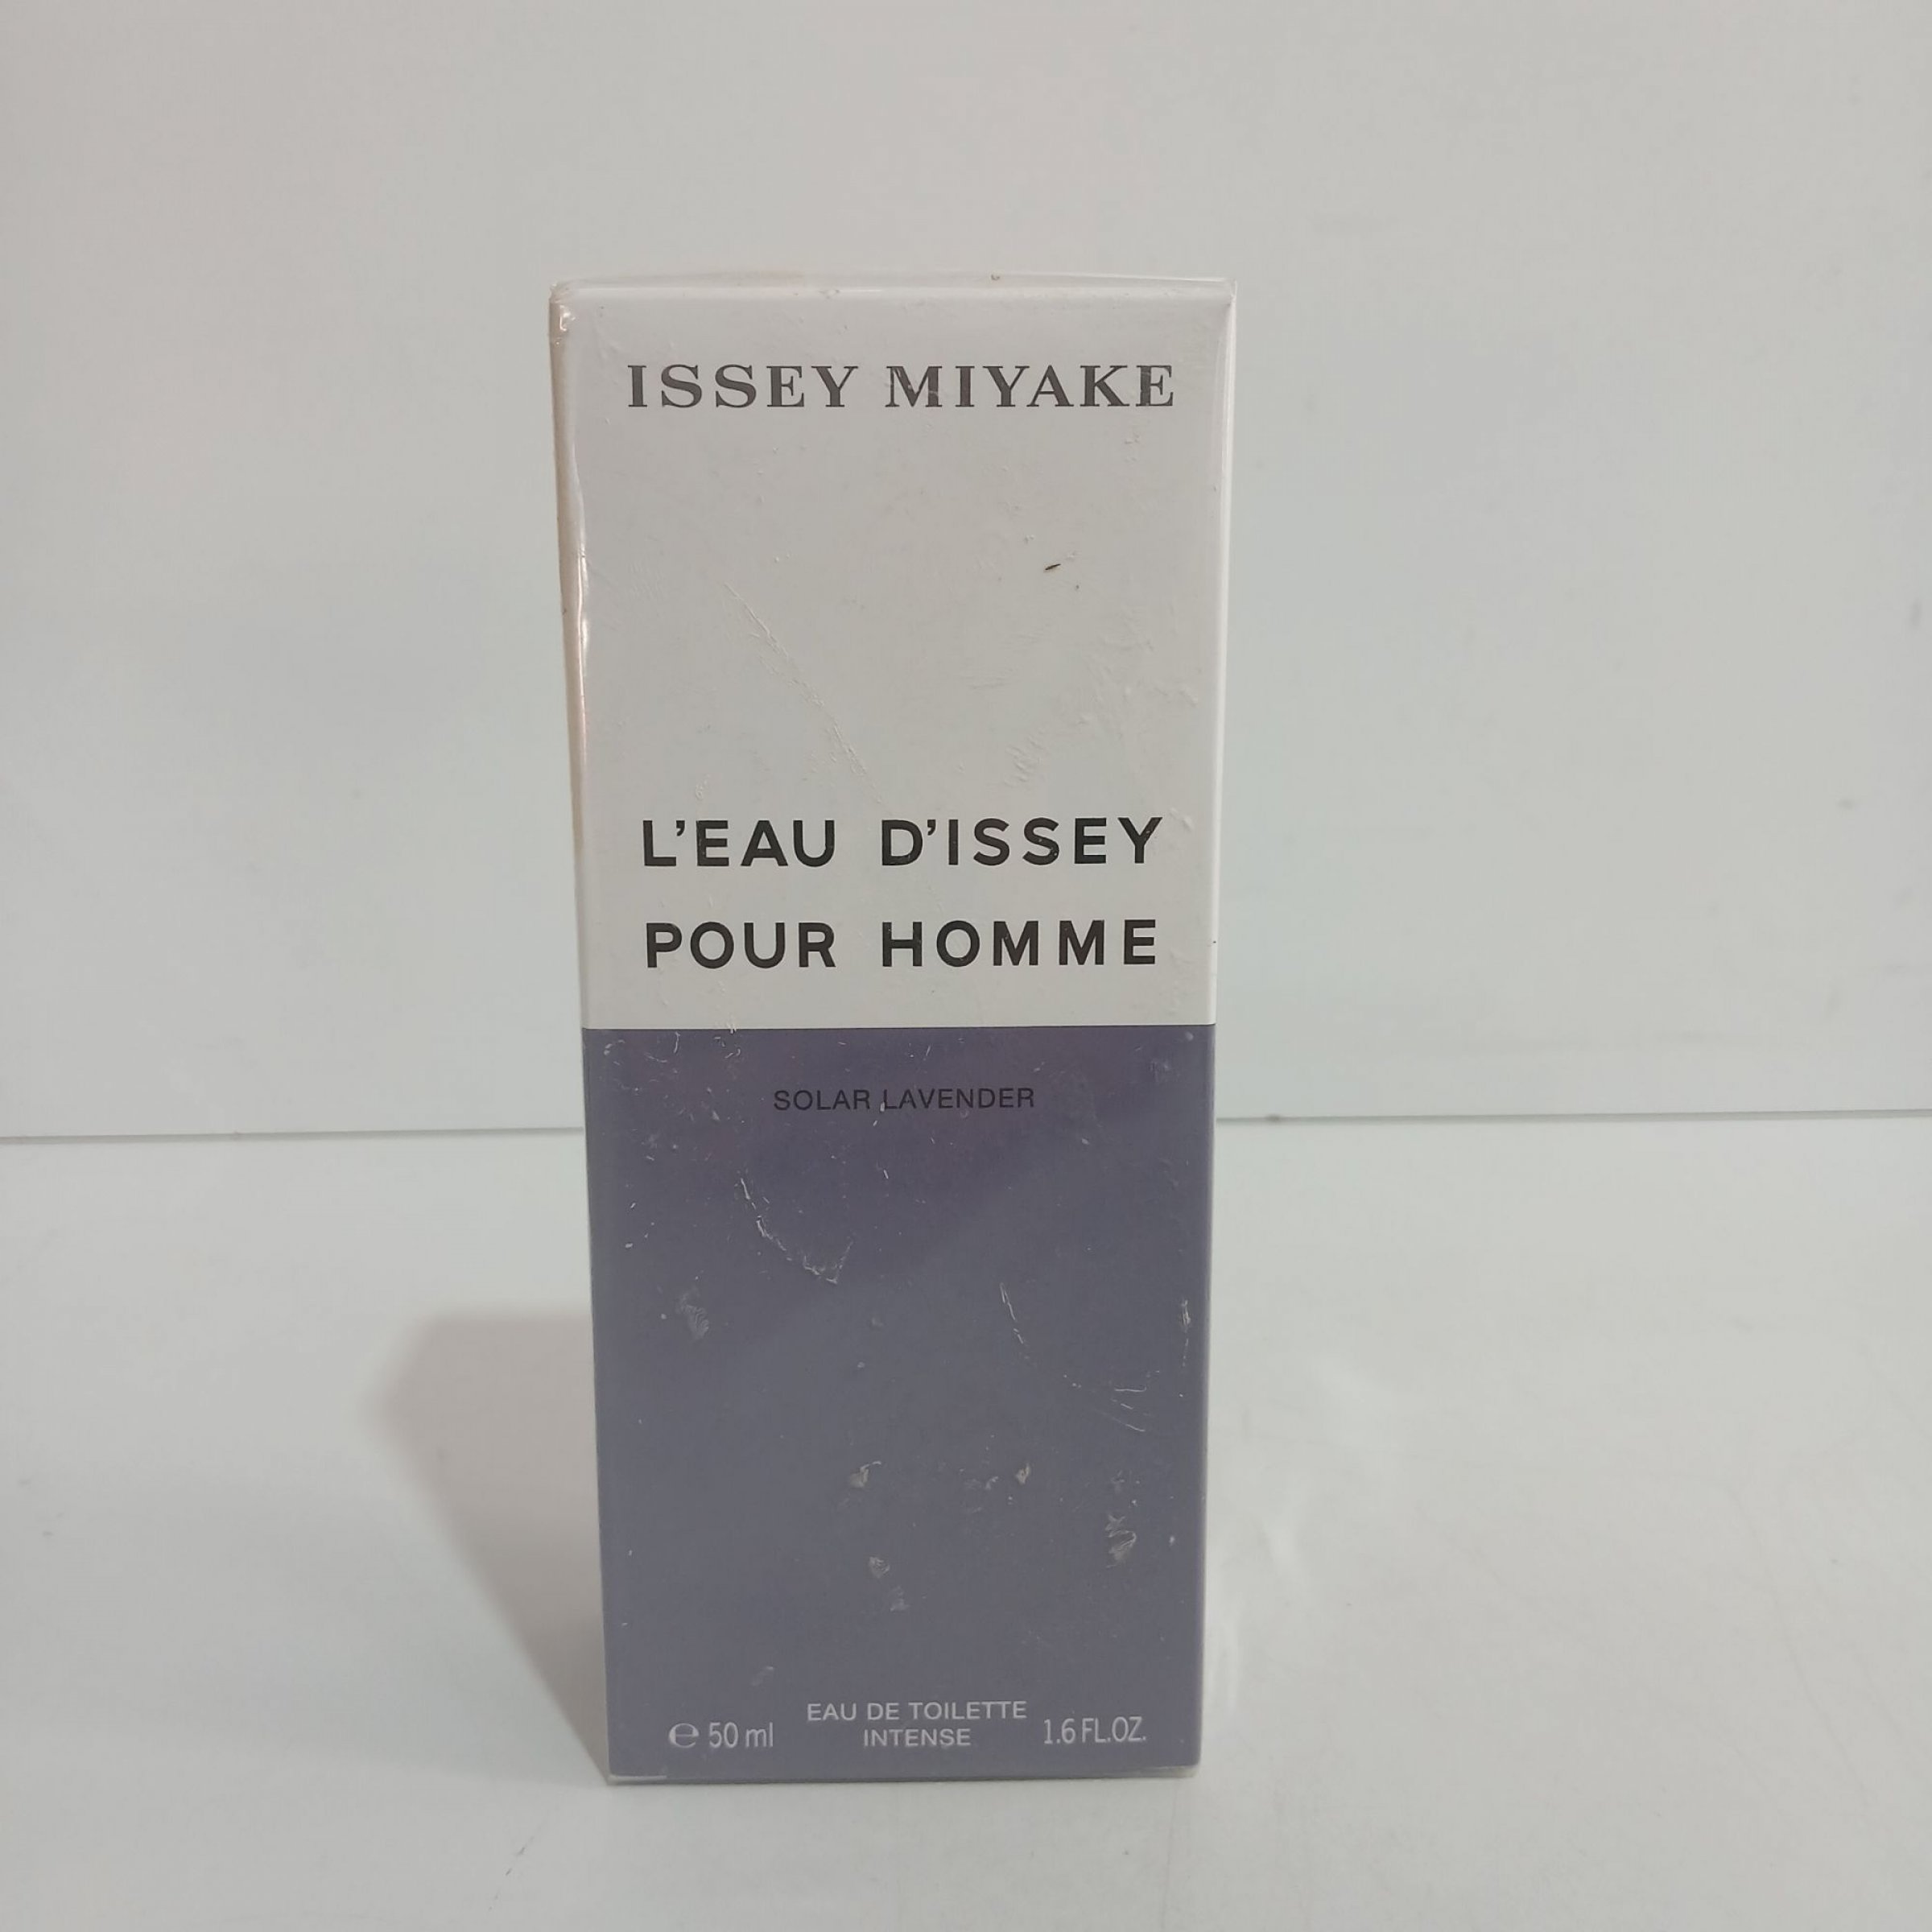 ISSEY MIYAKE
L'EAU D'ISSEY
POUR HOMME
SOLAR LAVENDER
EAU DE TOILETTE
INTENSE
℮ 50 ml
1.6 FL.OZ.